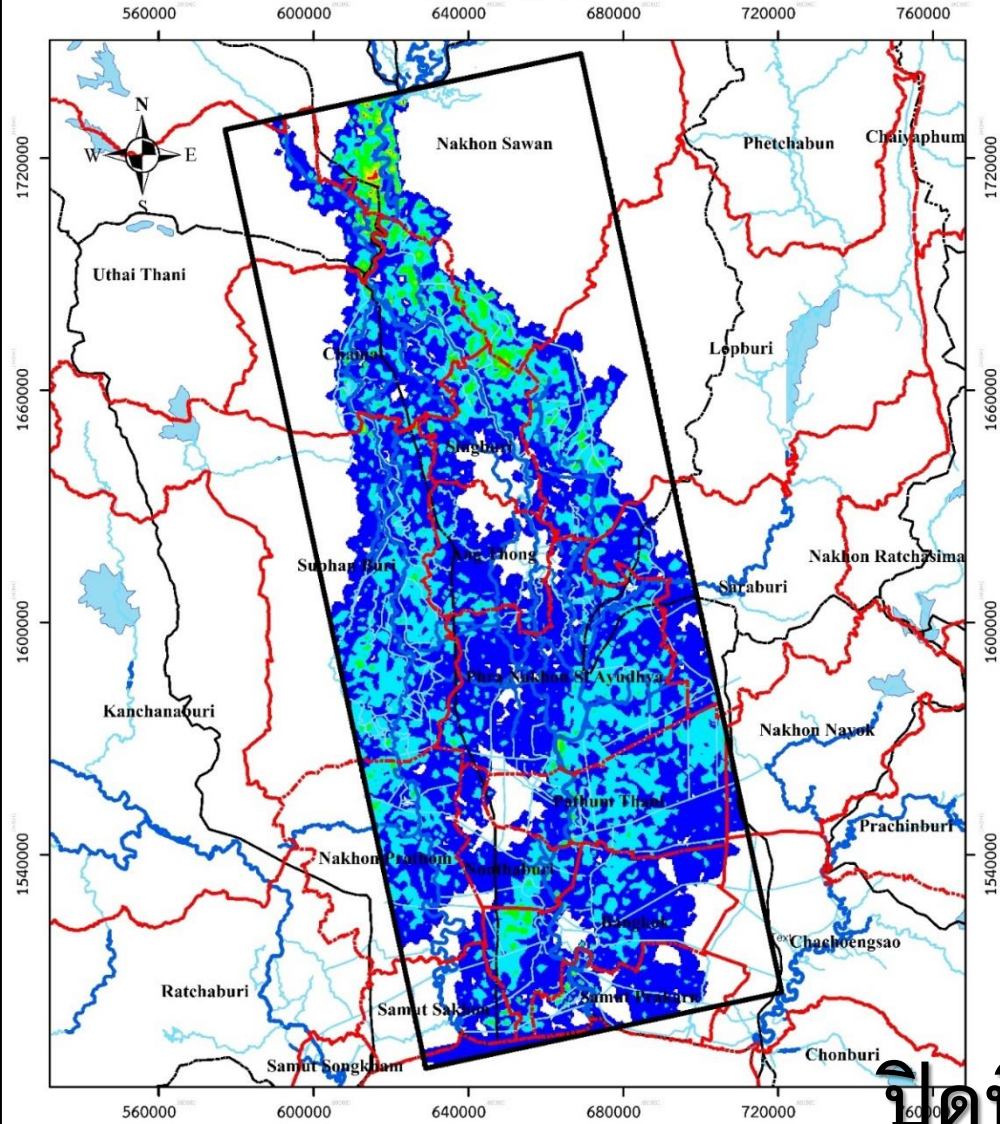 560000 600000 640000 680000 720000 760000
N
W E
S
Nakhon Sawan
Phetchabun
Chaiyaphum
1720000
1720000
Uthai Thani
Chainat
Lopburi
1660000
1660000
Singburi
Suphan Buri
Ang Thong
Nakhon Ratchasima
Saraburi
1600000
1600000
Phra Nakhon Si Ayudhya
Kanchanaburi
Nakhon Nayok
Pathum Thani
Prachinburi
Nakhon Prathom
Nonthaburi
1540000
1540000
Bangkok
Text
Chachoengsao
Ratchaburi
Samut Sakhon
Samut Prakarn
Samut Songkham
Chonburi
560000 600000 640000 680000 720000 760000